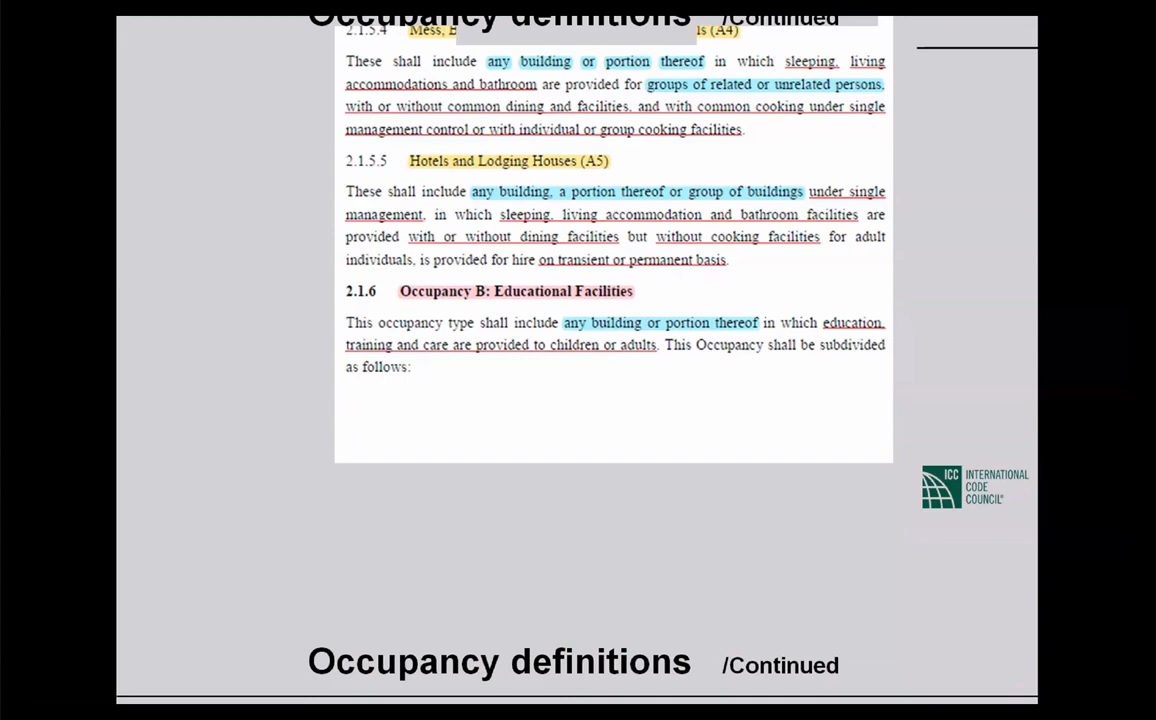 Occupancy definitions /Continued
2.1.5.4 Mess, B ls (A4)
These shall include any building or portion thereof in which sleeping, living
accommodations and bathroom are provided for groups of related or unrelated persons,
with or without common dining and facilities, and with common cooking under single
management control or with individual or group cooking facilities.
2.1.5.5 Hotels and Lodging Houses (A5)
These shall include any building, a portion thereof or group of buildings under single
management, in which sleeping, living accommodation and bathroom facilities are
provided with or without dining facilities but without cooking facilities for adult
individuals, is provided for hire on transient or permanent basis.
2.1.6 Occupancy B: Educational Facilities
This occupancy type shall include any building or portion thereof in which education,
training and care are provided to children or adults. This Occupancy shall be subdivided
as follows:
ICC INTERNATIONAL
CODE
COUNCIL®
Occupancy definitions /Continued